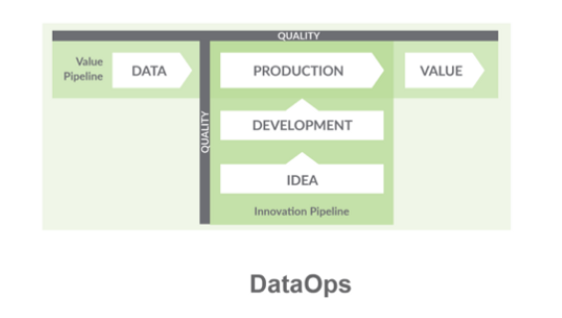 QUALITY
Value
Pipeline
DATA
PRODUCTION
VALUE
QUALITY
DEVELOPMENT
IDEA
Innovation Pipeline
DataOps